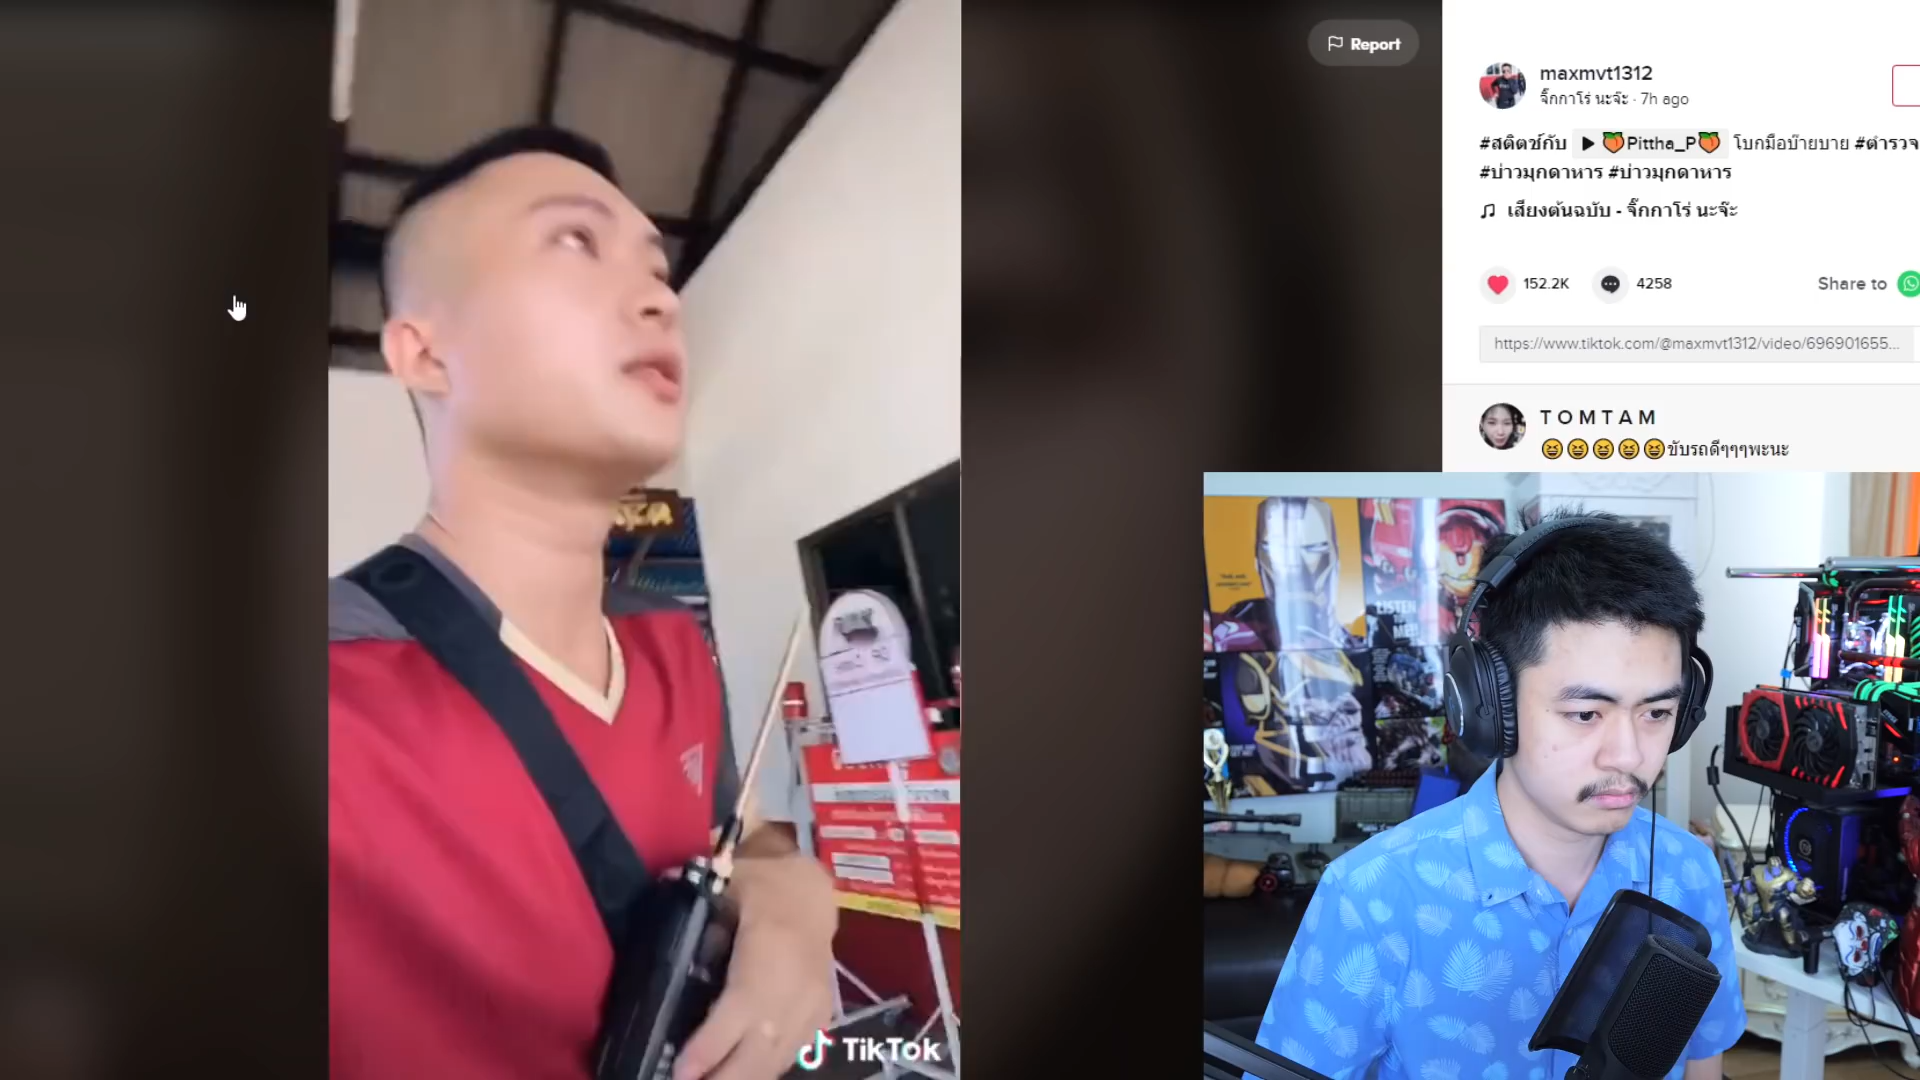 Report
maxmvt1312
จิ๊กกาโร่ นะจ๊ะ · 7h ago
#สติตช์กับ ▶ 🍑Pittha_P🍑 โบกมือบ๊ายบาย #ตำรวจ
#บ่าวมุกดาหาร #บ่าวมุกดาหาร
♫ เสียงต้นฉบับ - จิ๊กกาโร่ นะจ๊ะ
152.2K 4258 Share to
https://www.tiktok.com/@maxmvt1312/video/696901655...
T O M T A M
😆😆😆😆😆ขับรถดีๆๆๆพะนะ
LISTEN
TO
ME!!
TikTok